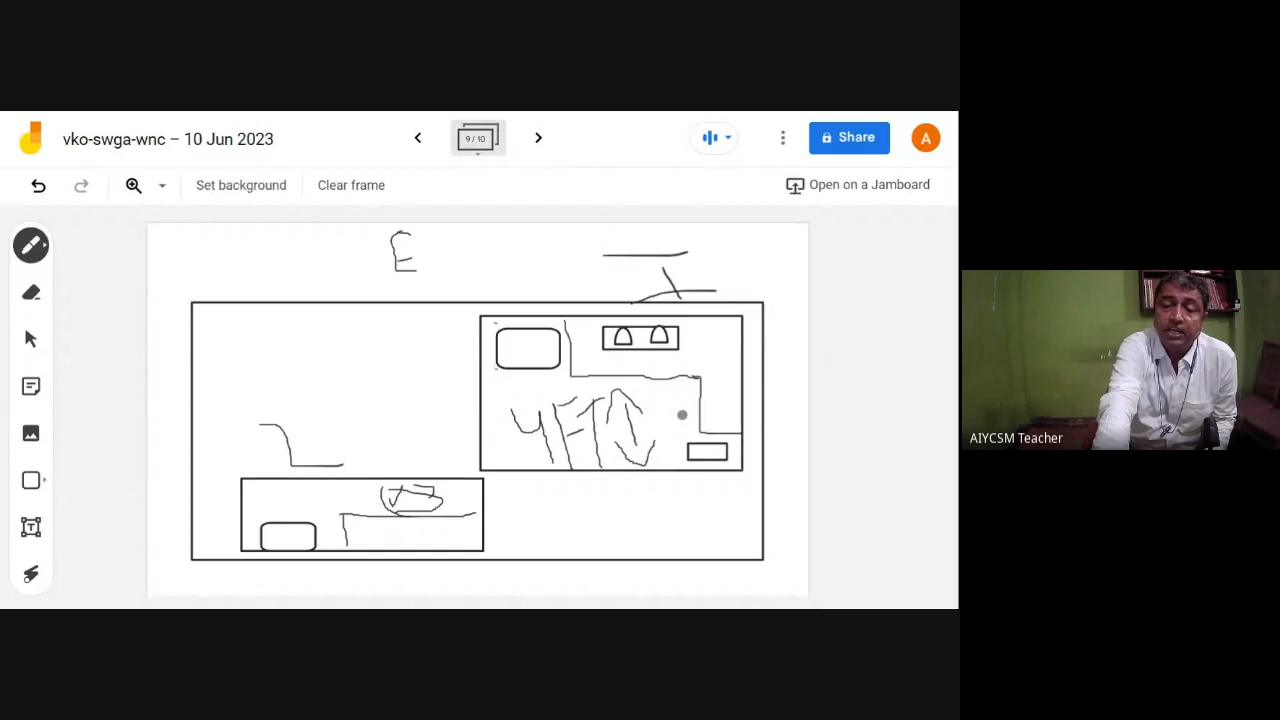 vko-swga-wnc – 10 Jun 2023
9 / 10
Share
A
Set background
Clear frame
Open on a Jamboard
E
T
AIYCSM Teacher